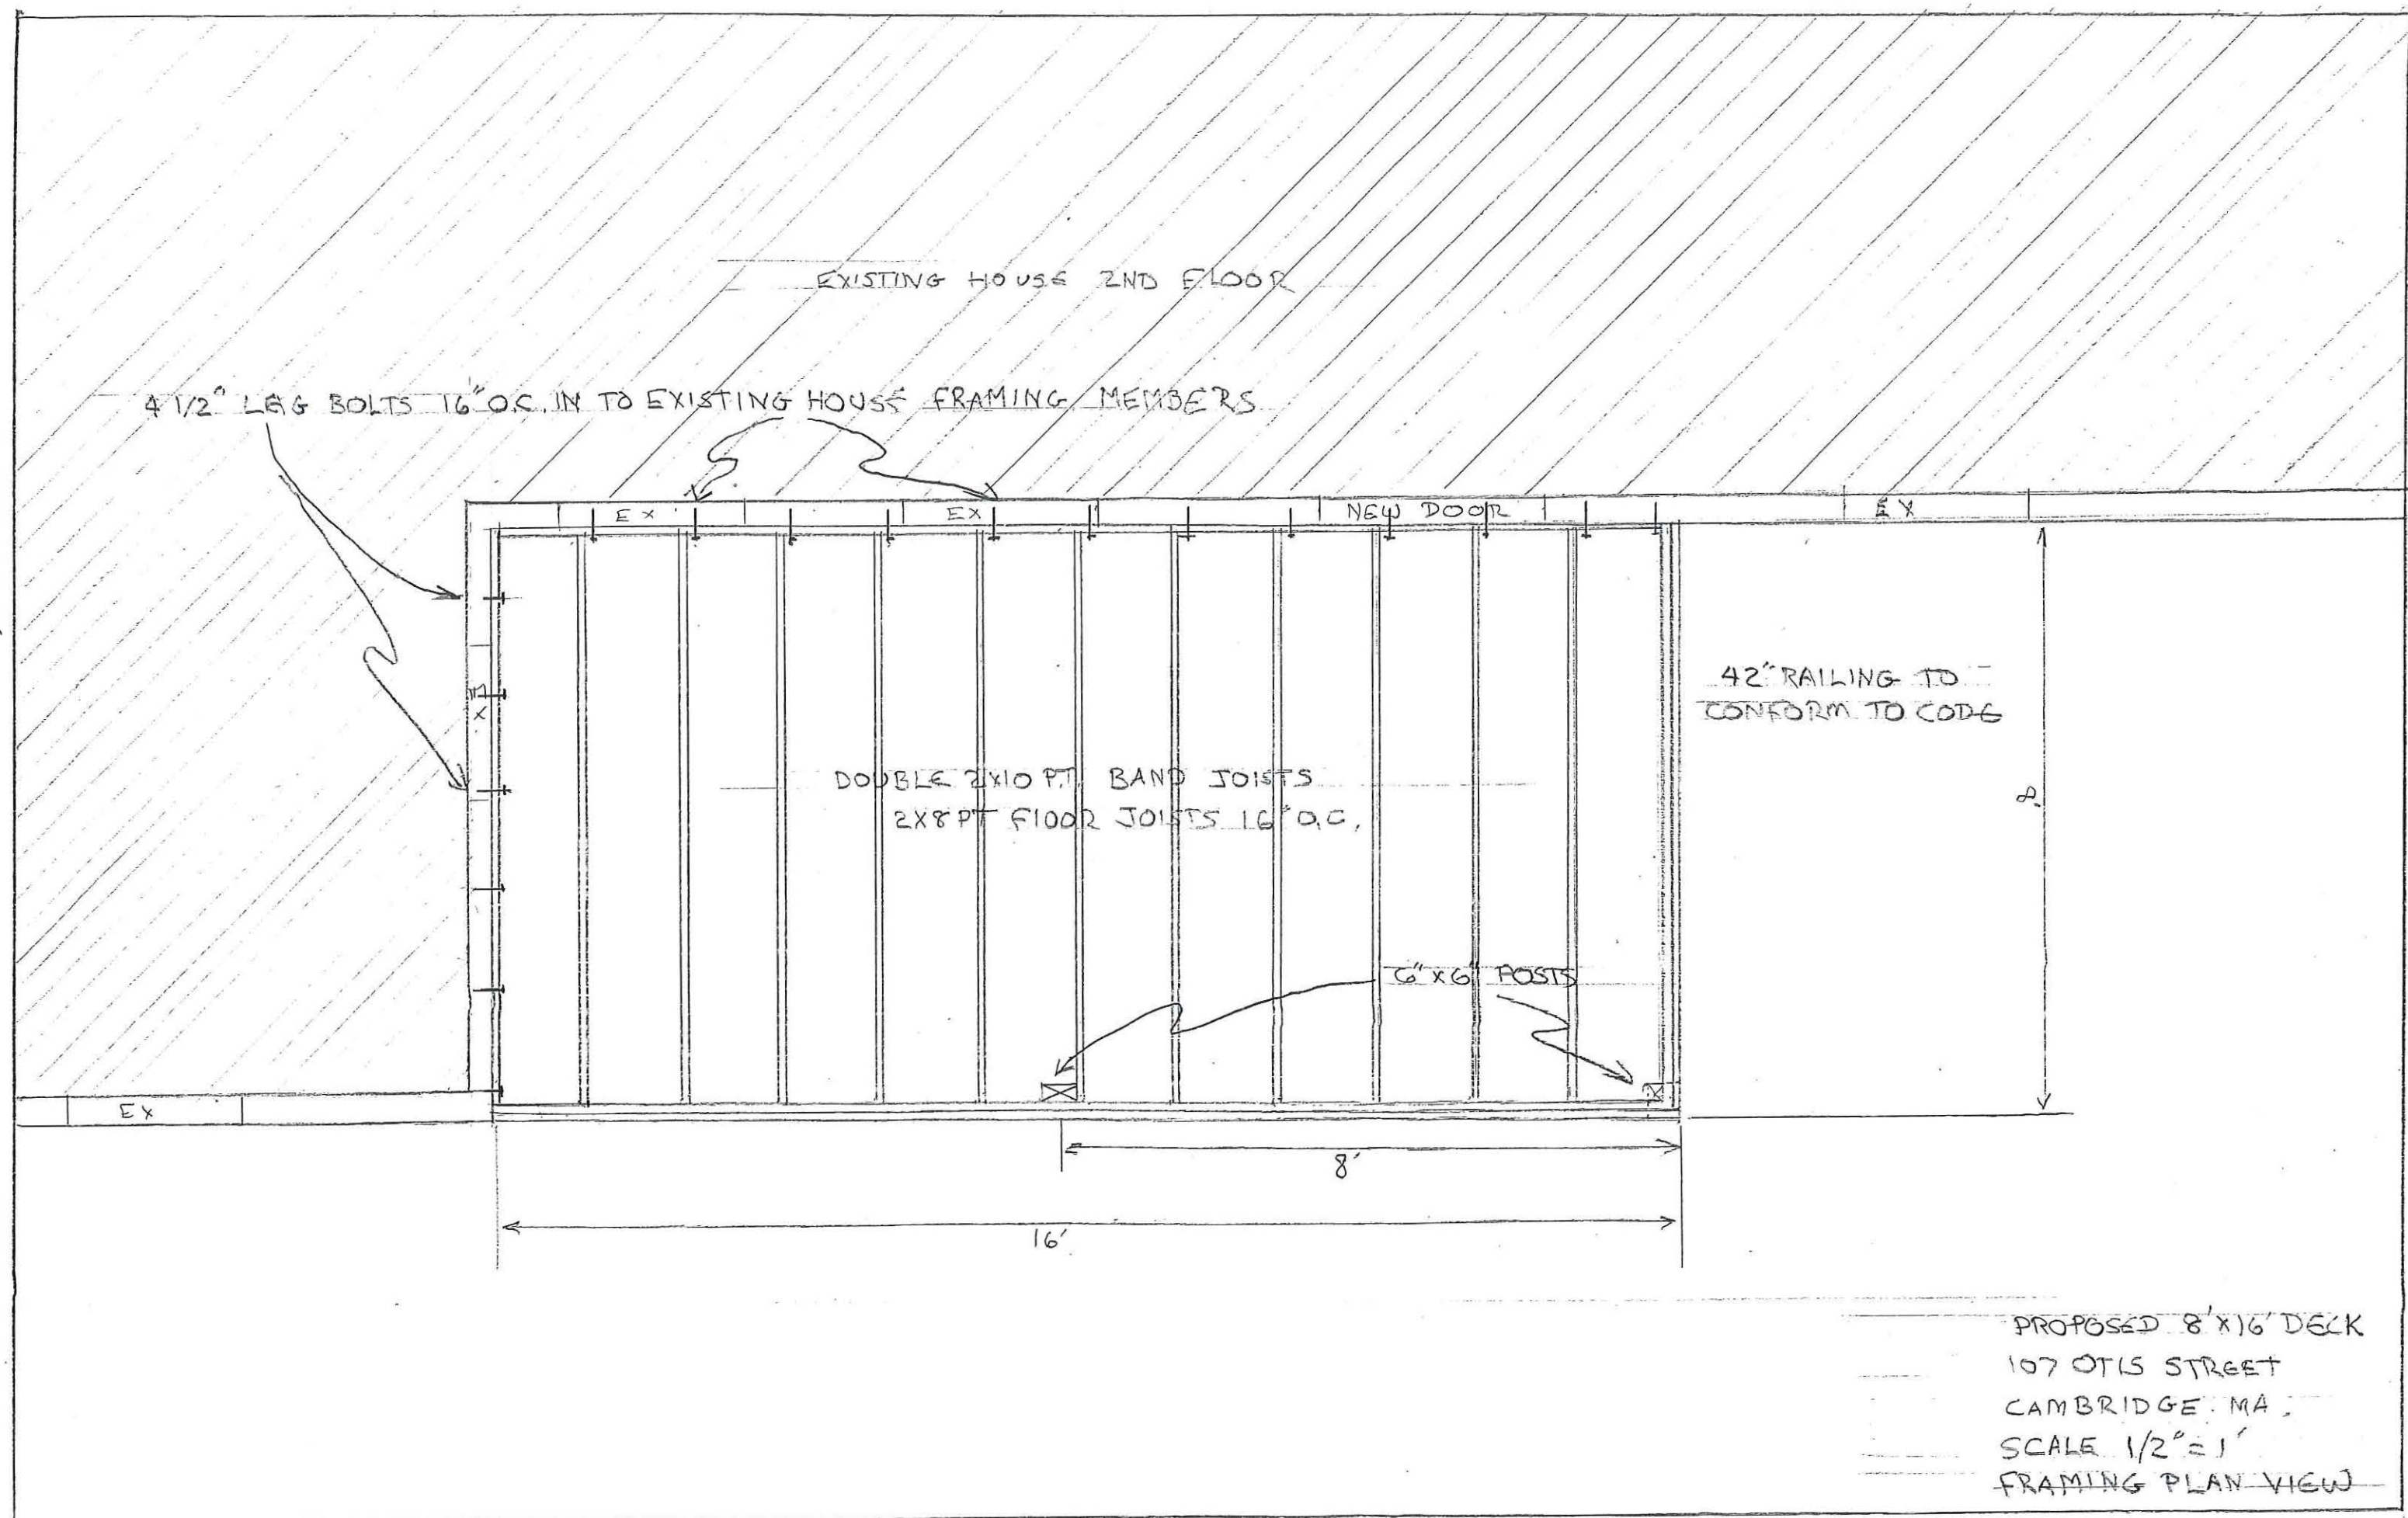 EXISTING HOUSE 2ND FLOOR
4 1/2" LAG BOLTS 16" O.C. IN TO EXISTING HOUSE FRAMING MEMBERS
EX
EX
NEW DOOR
EX
EX
42" RAILING TO
CONFORM TO CODE
DOUBLE 2X10 P.T. BAND JOISTS
2X8 PT FLOOR JOISTS 16" O.C.
8'
6" X 6" POSTS
EX
8'
16'
PROPOSED 8'X16' DECK
107 OTIS STREET
CAMBRIDGE MA.
SCALE 1/2" = 1'
FRAMING PLAN VIEW